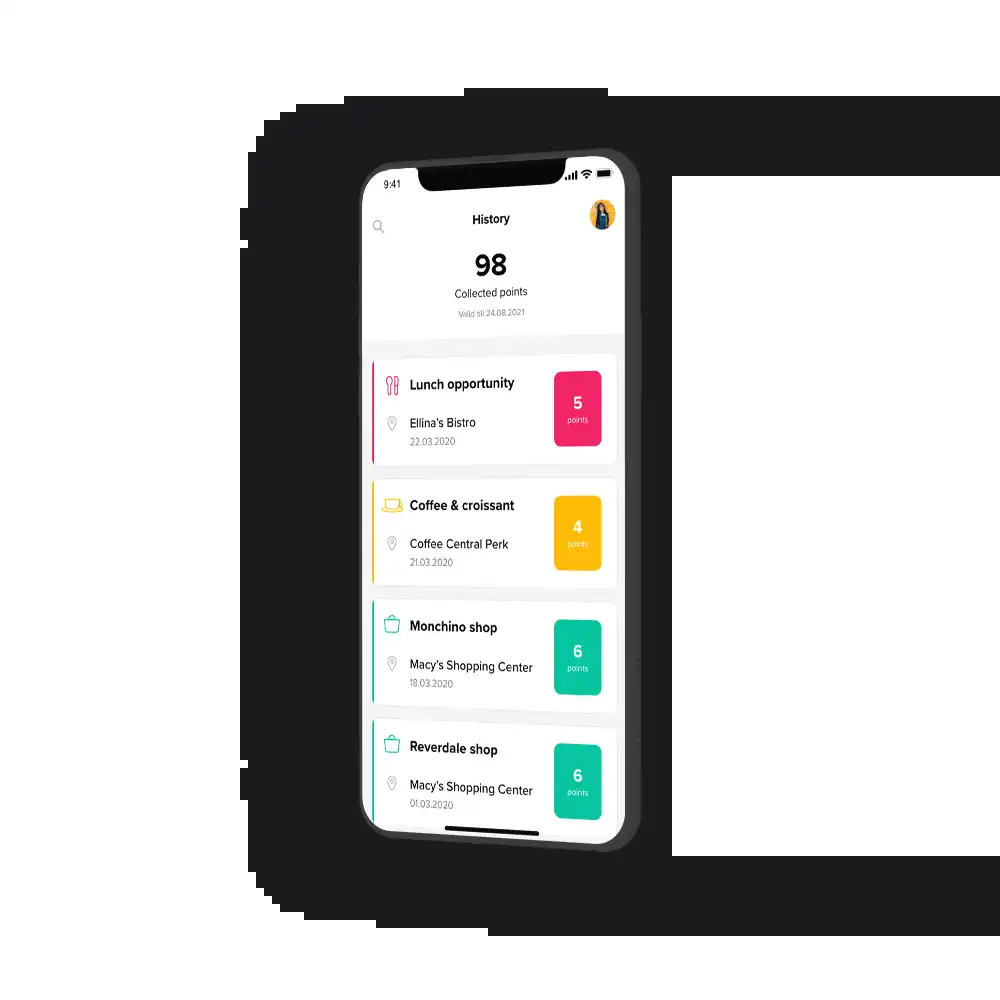 9:41
History
98
Collected points
Valid till 24.08.2021
Lunch opportunity
5
points
Ellina's Bistro
22.03.2020
Coffee & croissant
4
points
Coffee Central Perk
21.03.2020
Monchino shop
6
points
Macy's Shopping Center
18.03.2020
Reverdale shop
6
points
Macy's Shopping Center
01.03.2020